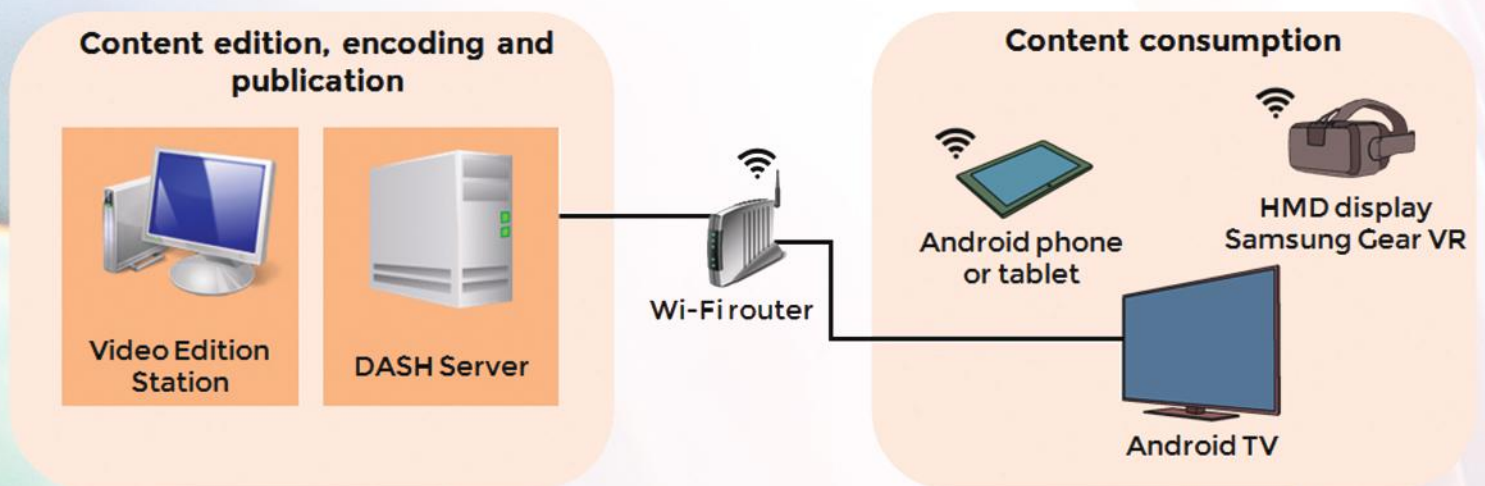 Content edition, encoding and
publication
Video Edition
Station
DASH Server
Wi-Fi router
Content consumption
Android phone
or tablet
HMD display
Samsung Gear VR
Android TV